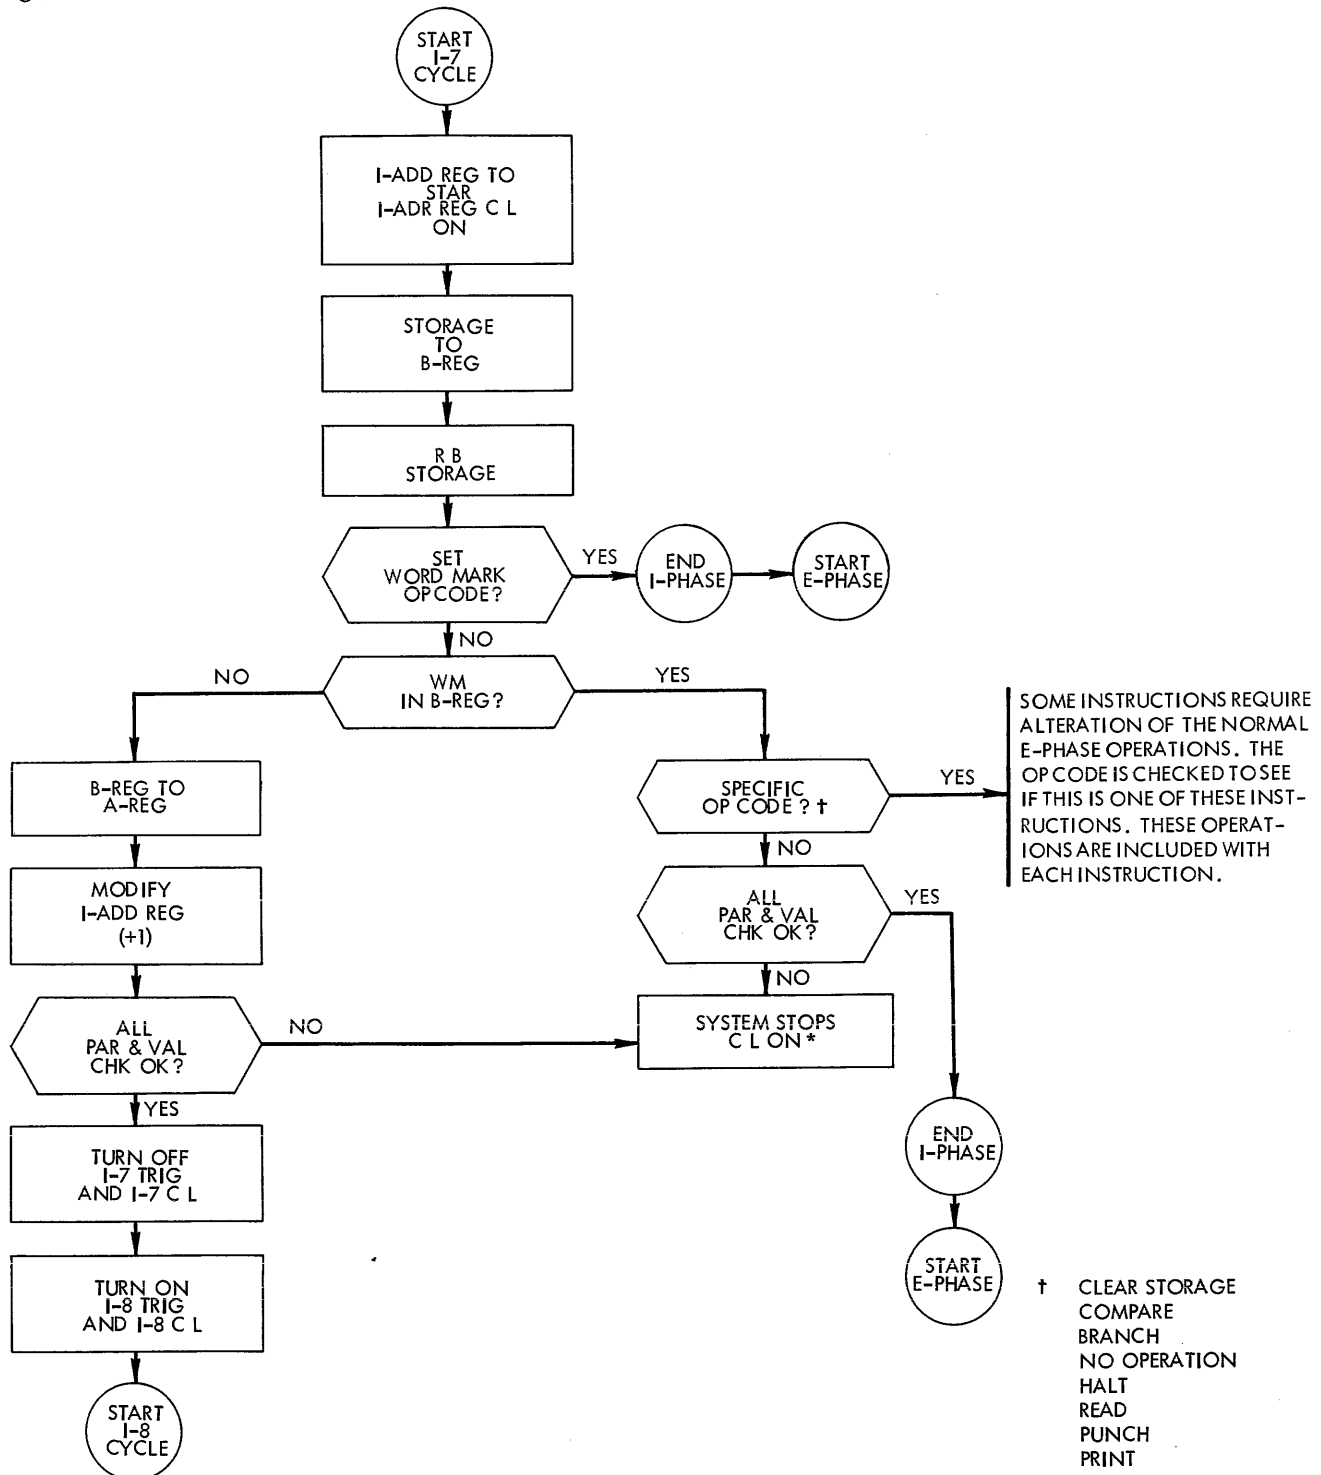 START
I-7
CYCLE
I-ADD REG TO
STAR
I-ADR REG C L
ON
STORAGE
TO
B-REG
R B
STORAGE
SET
WORD MARK
OP CODE?
YES
END
I-PHASE
START
E-PHASE
NO
WM
IN B-REG?
NO
YES
B-REG TO
A-REG
MODIFY
I-ADD REG
(+1)
ALL
PAR & VAL
CHK OK?
NO
YES
TURN OFF
I-7 TRIG
AND I-7 C L
TURN ON
I-8 TRIG
AND I-8 C L
START
I-8
CYCLE
SPECIFIC
OP CODE? †
YES
SOME INSTRUCTIONS REQUIRE
ALTERATION OF THE NORMAL
E-PHASE OPERATIONS. THE
OP CODE IS CHECKED TO SEE
IF THIS IS ONE OF THESE INST-
RUCTIONS. THESE OPERAT-
IONS ARE INCLUDED WITH
EACH INSTRUCTION.
NO
ALL
PAR & VAL
CHK OK?
YES
NO
SYSTEM STOPS
C L ON *
END
I-PHASE
START
E-PHASE
† CLEAR STORAGE
COMPARE
BRANCH
NO OPERATION
HALT
READ
PUNCH
PRINT